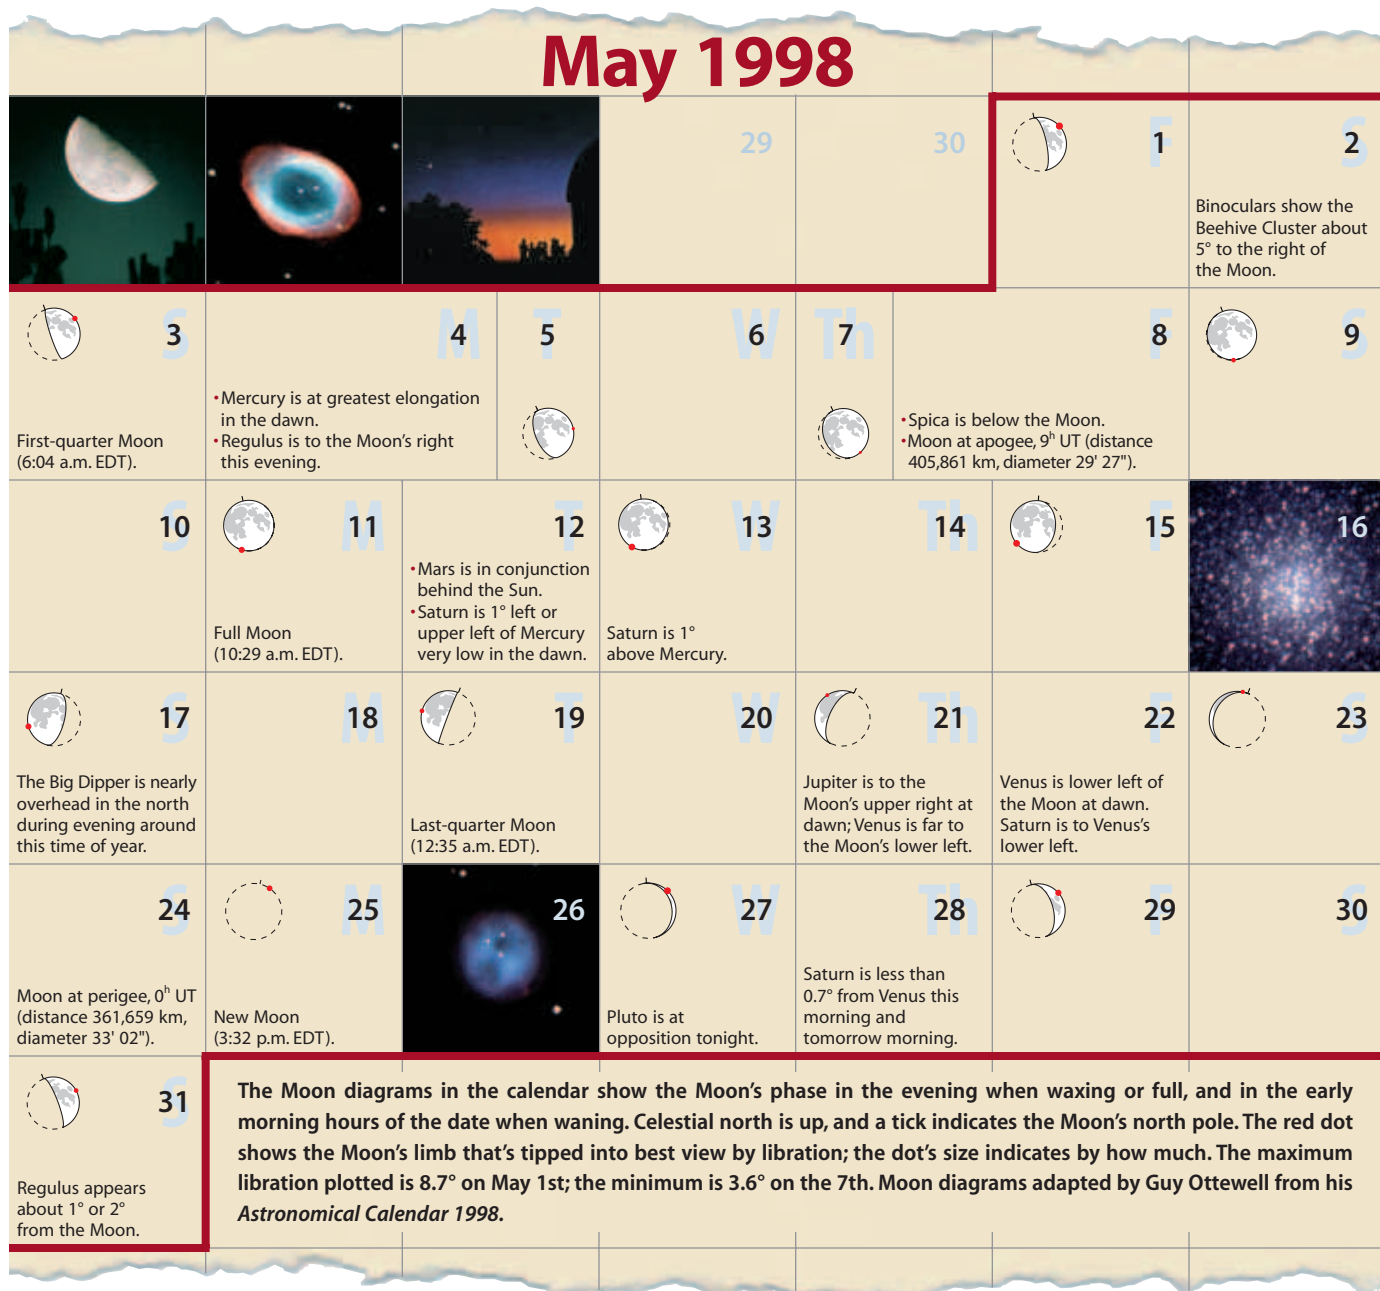 May 1998
29
30
F
1
S
2
Binoculars show the
Beehive Cluster about
5° to the right of
the Moon.
S
3
First-quarter Moon
(6:04 a.m. EDT).
M
4
• Mercury is at greatest elongation
in the dawn.
• Regulus is to the Moon's right
this evening.
T
5
W
6
Th
7
F
8
• Spica is below the Moon.
• Moon at apogee, 9h UT (distance
405,861 km, diameter 29' 27").
S
9
S
10
M
11
Full Moon
(10:29 a.m. EDT).
T
12
• Mars is in conjunction
behind the Sun.
• Saturn is 1° left or
upper left of Mercury
very low in the dawn.
W
13
Saturn is 1°
above Mercury.
Th
14
F
15
16
S
17
The Big Dipper is nearly
overhead in the north
during evening around
this time of year.
M
18
T
19
Last-quarter Moon
(12:35 a.m. EDT).
W
20
Th
21
Jupiter is to the
Moon's upper right at
dawn; Venus is far to
the Moon's lower left.
F
22
Venus is lower left of
the Moon at dawn.
Saturn is to Venus's
lower left.
S
23
S
24
Moon at perigee, 0h UT
(distance 361,659 km,
diameter 33' 02").
M
25
New Moon
(3:32 p.m. EDT).
26
W
27
Pluto is at
opposition tonight.
Th
28
Saturn is less than
0.7° from Venus this
morning and
tomorrow morning.
F
29
S
30
S
31
Regulus appears
about 1° or 2°
from the Moon.
The Moon diagrams in the calendar show the Moon's phase in the evening when waxing or full, and in the early
morning hours of the date when waning. Celestial north is up, and a tick indicates the Moon's north pole. The red dot
shows the Moon's limb that's tipped into best view by libration; the dot's size indicates by how much. The maximum
libration plotted is 8.7° on May 1st; the minimum is 3.6° on the 7th. Moon diagrams adapted by Guy Ottewell from his
Astronomical Calendar 1998.